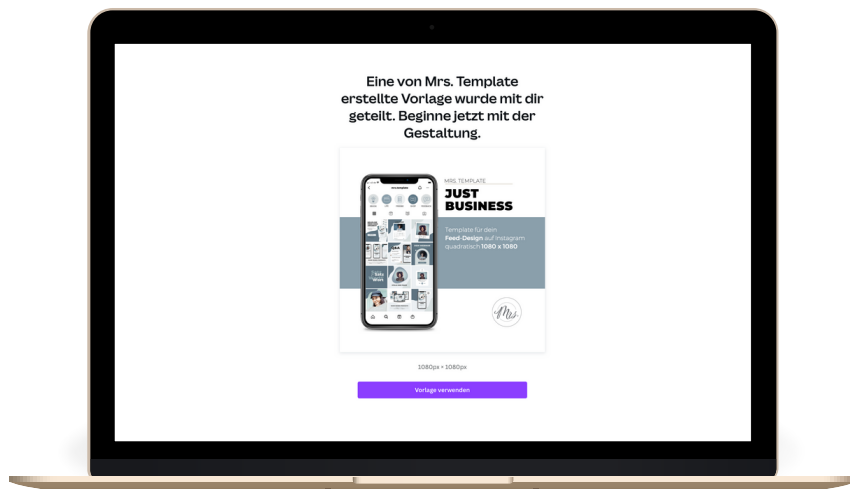 Eine von Mrs. Template
erstellte Vorlage wurde mit dir
geteilt. Beginne jetzt mit der
Gestaltung.
MRS. TEMPLATE
JUST
BUSINESS
Template für dein
Feed-Design auf Instagram
quadratisch 1080 x 1080
Mrs.
1080px × 1080px
Vorlage verwenden